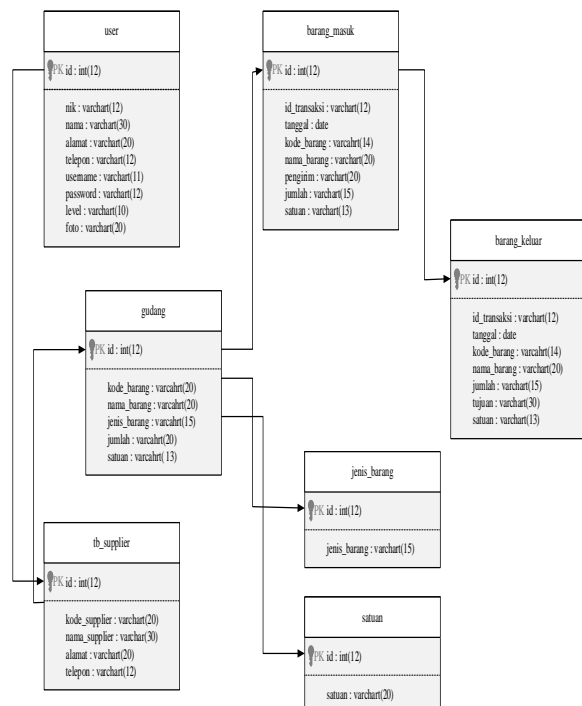 user
PK id : int(12)
nik : varchart(12)
nama : varchart(30)
alamat : varchart(20)
telepon : varchart(12)
username : varchart(11)
password : varchart(12)
level : varchart(10)
foto : varchart(20)
barang_masuk
PK id : int(12)
id_transaksi : varchart(12)
tanggal : date
kode_barang : varcahrt(14)
nama_barang : varchart(20)
pengirim : varchart(20)
jumlah : varchart(15)
satuan : varchart(13)
barang_keluar
PK id : int(12)
id_transaksi : varchart(12)
tanggal : date
kode_barang : varcahrt(14)
nama_barang : varchart(20)
jumlah : varchart(15)
tujuan : varchart(30)
satuan : varchart(13)
gudang
PK id : int(12)
kode_barang : varcahrt(20)
nama_barang : varcahrt(20)
jenis_barang : varcahrt(15)
jumlah : varcahrt(20)
satuan : varcahrt( 13)
jenis_barang
PK id : int(12)
jenis_barang : varchart(15)
tb_supplier
PK id : int(12)
kode_supplier : varchart(20)
nama_supplier : varchar(30)
alamat : varchart(20)
telepon : varchart(12)
satuan
PK id : int(12)
satuan : varchart(20)